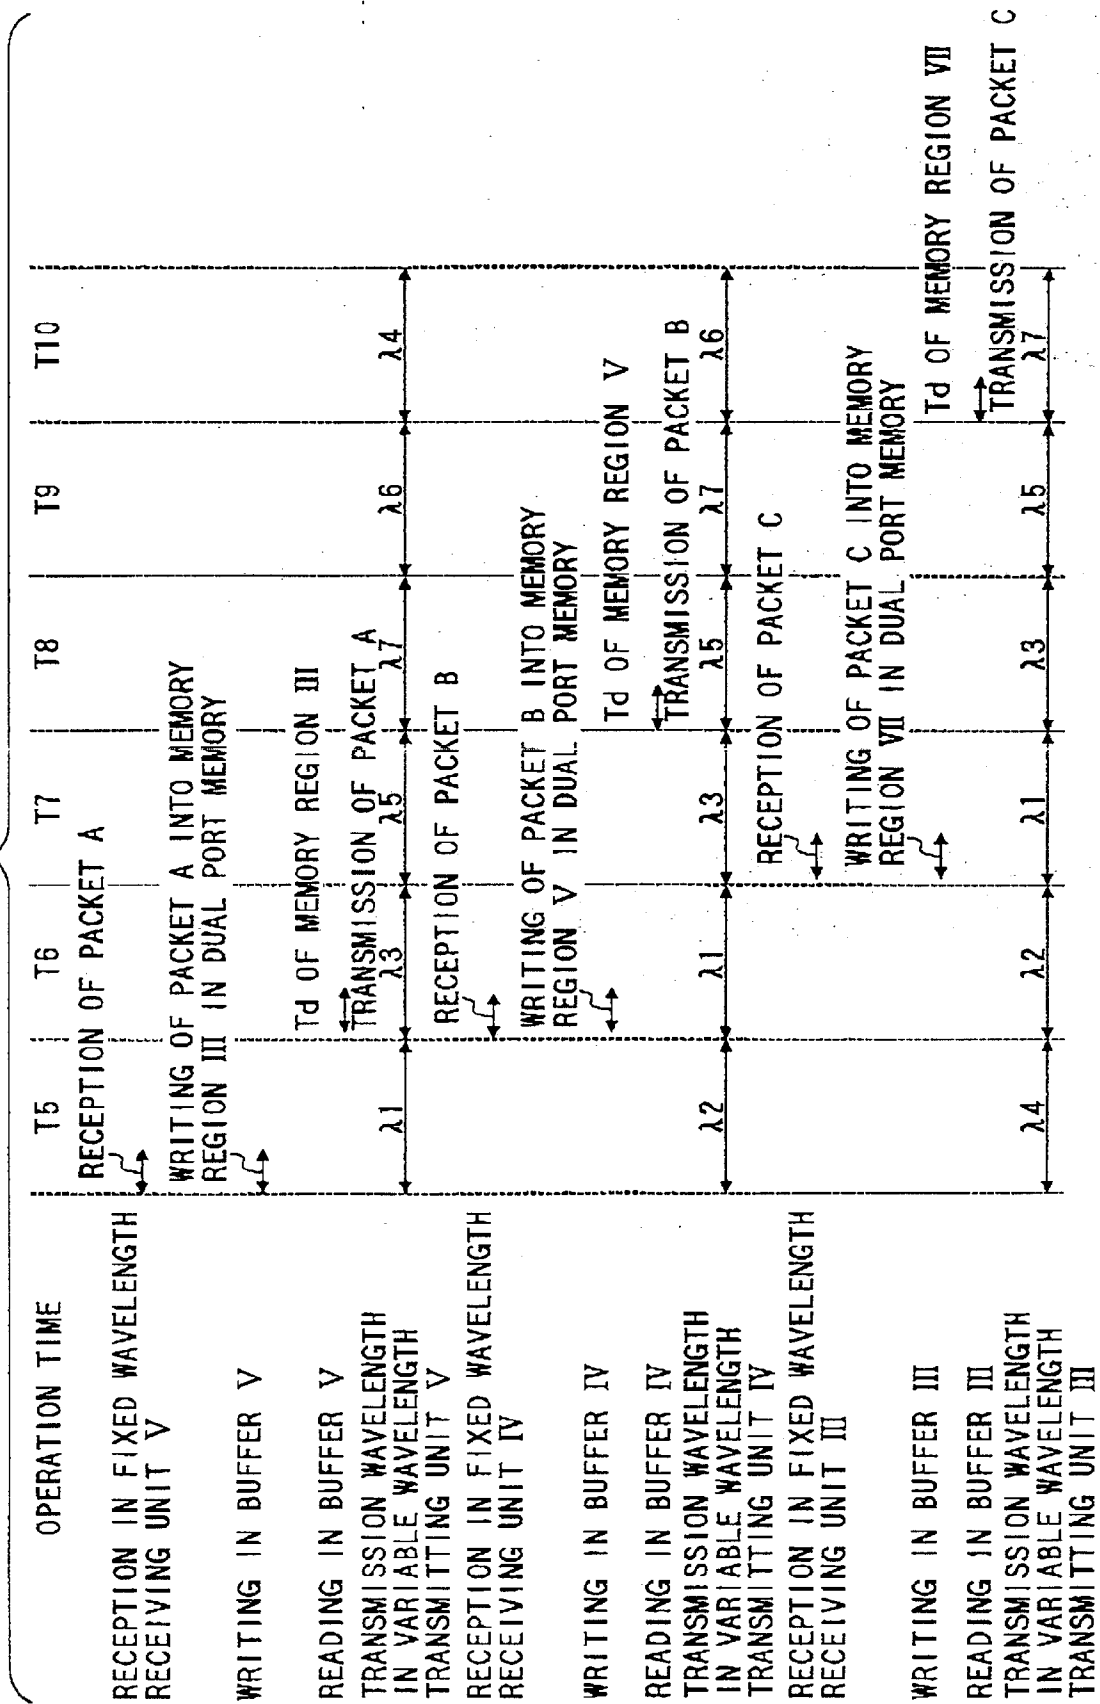 OPERATION TIME
T5
T6
T7
T8
T9
T10
RECEPTION IN FIXED WAVELENGTH
RECEIVING UNIT V
RECEPTION OF PACKET A
WRITING IN BUFFER V
WRITING OF PACKET A INTO MEMORY
REGION III IN DUAL PORT MEMORY
READING IN BUFFER V
Td OF MEMORY REGION III
TRANSMISSION OF PACKET A
TRANSMISSION WAVELENGTH
IN VARIABLE WAVELENGTH
TRANSMITTING UNIT V
λ1
λ3
λ5
λ7
λ6
λ4
RECEPTION IN FIXED WAVELENGTH
RECEIVING UNIT IV
RECEPTION OF PACKET B
WRITING IN BUFFER IV
WRITING OF PACKET B INTO MEMORY
REGION V IN DUAL PORT MEMORY
READING IN BUFFER IV
Td OF MEMORY REGION V
TRANSMISSION OF PACKET B
TRANSMISSION WAVELENGTH
IN VARIABLE WAVELENGTH
TRANSMITTING UNIT IV
λ2
λ1
λ3
λ5
λ7
λ6
RECEPTION IN FIXED WAVELENGTH
RECEIVING UNIT III
RECEPTION OF PACKET C
WRITING IN BUFFER III
WRITING OF PACKET C INTO MEMORY
REGION VII IN DUAL PORT MEMORY
READING IN BUFFER III
Td OF MEMORY REGION VII
TRANSMISSION OF PACKET C
TRANSMISSION WAVELENGTH
IN VARIABLE WAVELENGTH
TRANSMITTING UNIT III
λ4
λ2
λ1
λ3
λ5
λ7